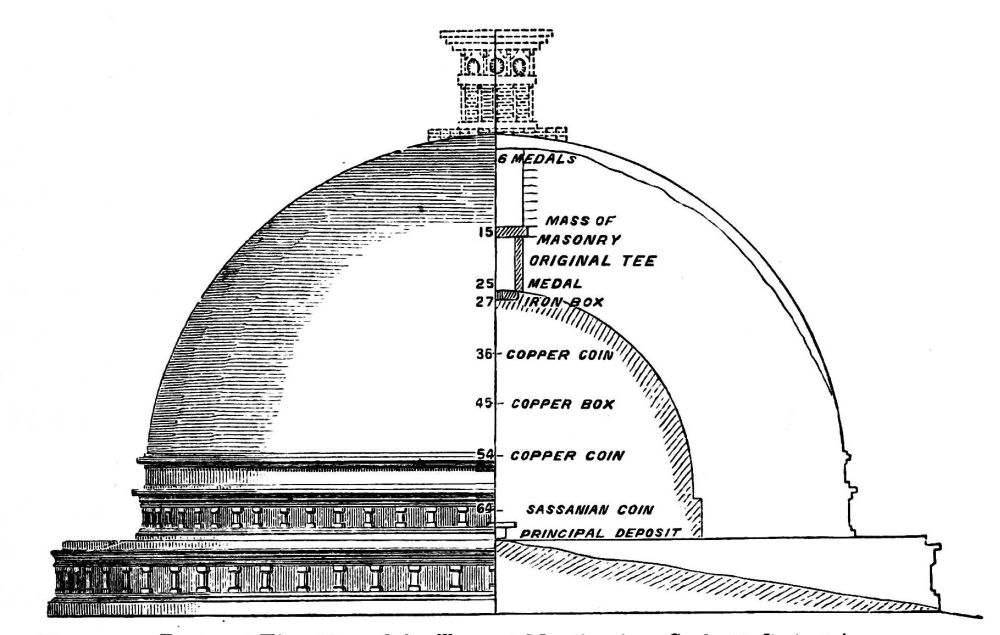 6 MEDALS
MASS OF
15
MASONRY
ORIGINAL TEE
25 MEDAL
27 IRON BOX
36 COPPER COIN
45 COPPER BOX
54 COPPER COIN
64 SASSANIAN COIN
PRINCIPAL DEPOSIT